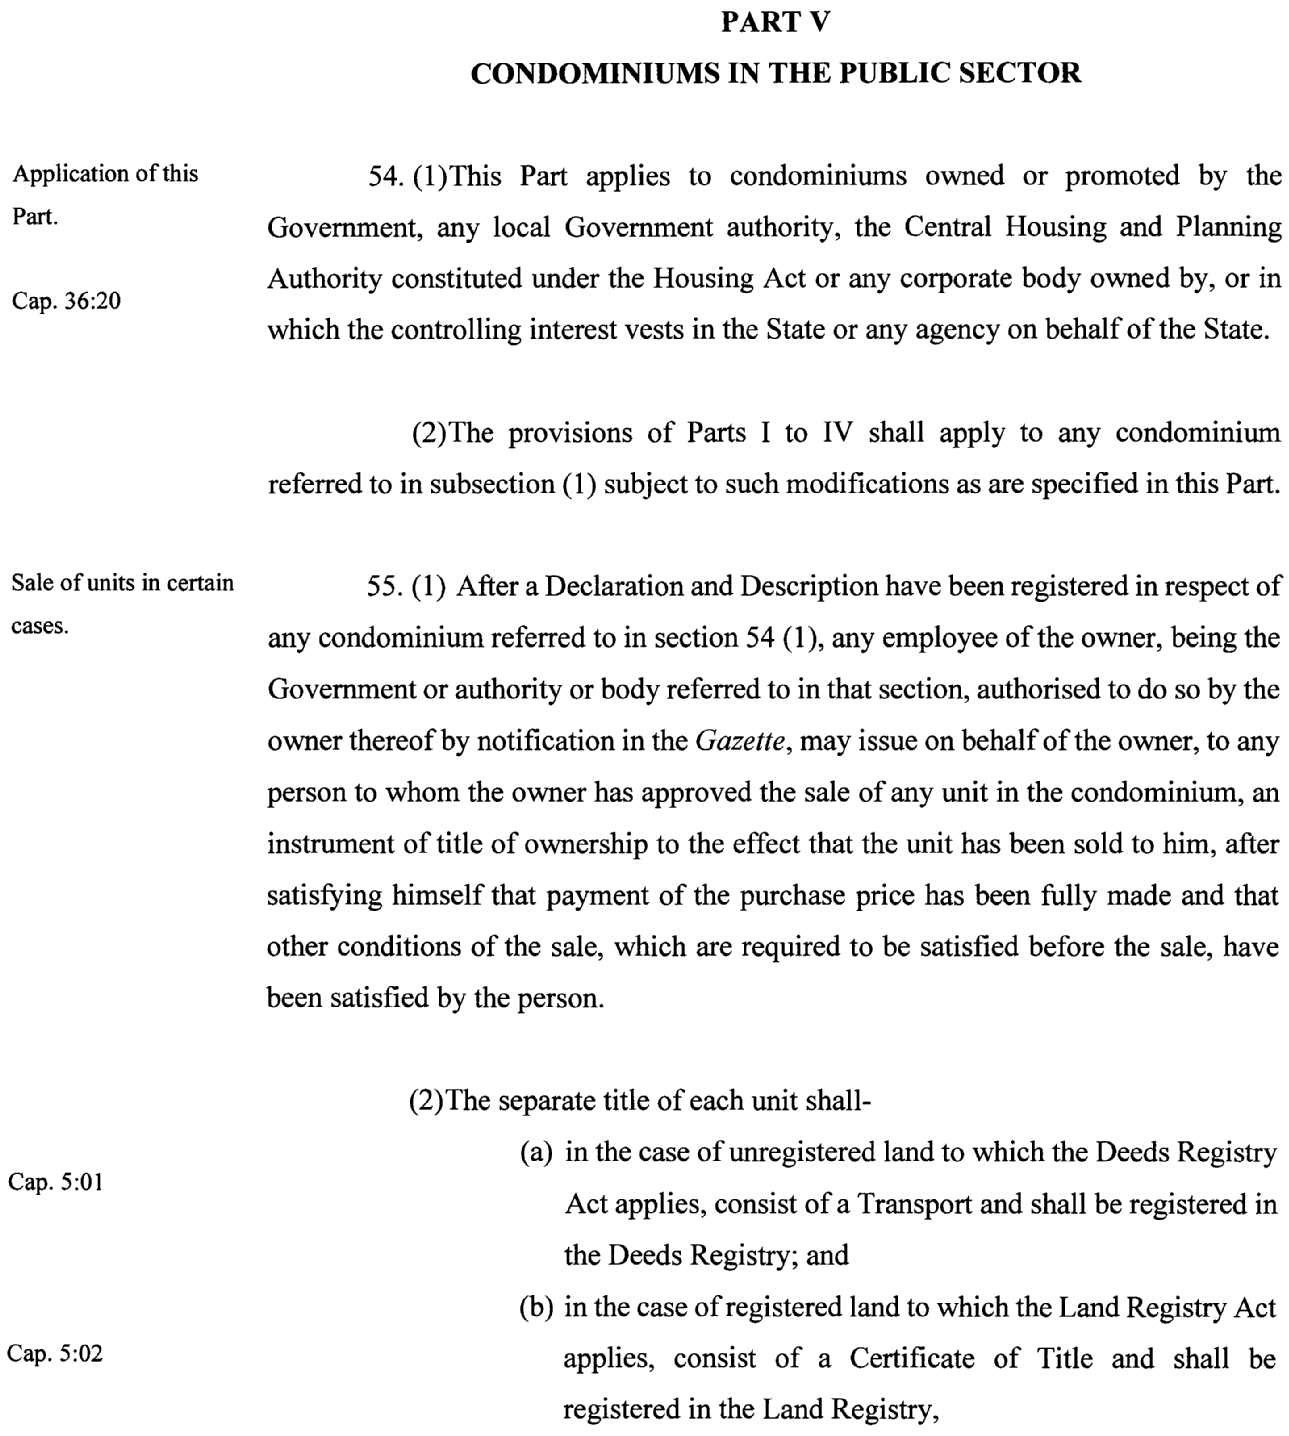 PART V
CONDOMINIUMS IN THE PUBLIC SECTOR
Application of this
Part.
Cap. 36:20
54. (1)This Part applies to condominiums owned or promoted by the
Government, any local Government authority, the Central Housing and Planning
Authority constituted under the Housing Act or any corporate body owned by, or in
which the controlling interest vests in the State or any agency on behalf of the State.
(2)The provisions of Parts I to IV shall apply to any condominium
referred to in subsection (1) subject to such modifications as are specified in this Part.
Sale of units in certain
cases.
55. (1) After a Declaration and Description have been registered in respect of
any condominium referred to in section 54 (1), any employee of the owner, being the
Government or authority or body referred to in that section, authorised to do so by the
owner thereof by notification in the Gazette, may issue on behalf of the owner, to any
person to whom the owner has approved the sale of any unit in the condominium, an
instrument of title of ownership to the effect that the unit has been sold to him, after
satisfying himself that payment of the purchase price has been fully made and that
other conditions of the sale, which are required to be satisfied before the sale, have
been satisfied by the person.
(2)The separate title of each unit shall-
Cap. 5:01
(a) in the case of unregistered land to which the Deeds Registry
Act applies, consist of a Transport and shall be registered in
the Deeds Registry; and
Cap. 5:02
(b) in the case of registered land to which the Land Registry Act
applies, consist of a Certificate of Title and shall be
registered in the Land Registry,